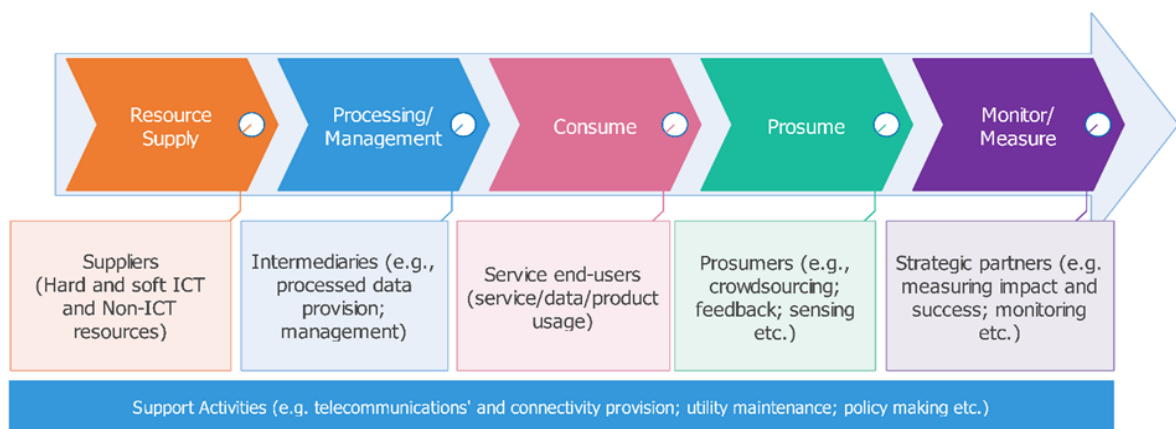 Resource
Supply
Processing/
Management
Consume
Prosume
Monitor/
Measure
Suppliers
(Hard and soft ICT
and Non-ICT
resources)
Intermediaries (e.g.,
processed data
provision;
management)
Service end-users
(service/data/product
usage)
Prosumers (e.g.,
crowdsourcing;
feedback; sensing
etc.)
Strategic partners (e.g.
measuring impact and
success; monitoring
etc.)
Support Activities (e.g. telecommunications' and connectivity provision; utility maintenance; policy making etc.)